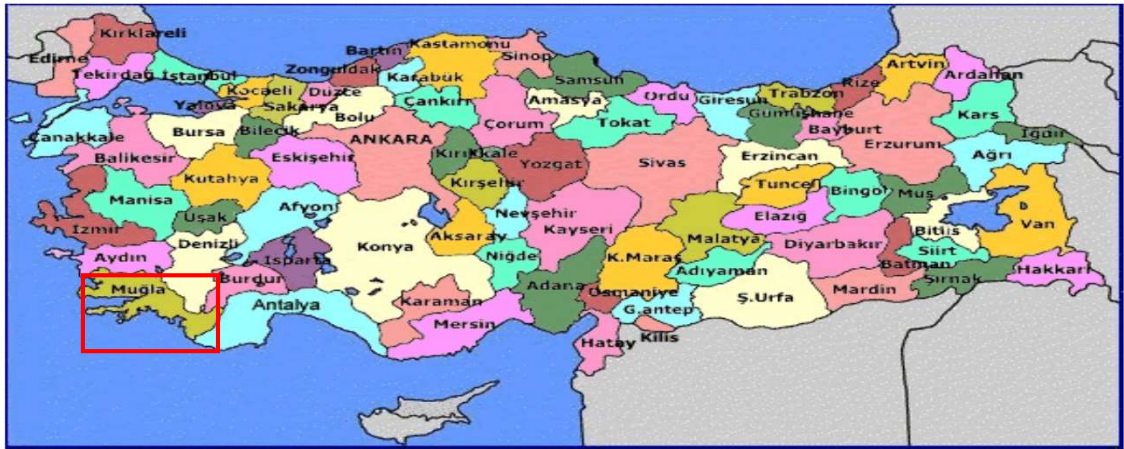 Kırklareli
Edirne
Tekirdağ
İstanbul
Kocaeli
Yalova
Sakarya
Düzce
Zonguldak
Bartın
Karabük
Kastamonu
Sinop
Samsun
Çankırı
Bolu
Çorum
Amasya
Tokat
Ordu
Giresun
Trabzon
Rize
Artvin
Ardahan
Gümüşhane
Bayburt
Kars
Iğdır
Erzurum
Ağrı
Çanakkale
Balikesir
Bursa
Bilecik
Eskişehir
ANKARA
Kırıkkale
Yozgat
Sivas
Erzincan
Tuncel
Bingöl
Muş
Van
Bitlis
Kutahya
Manisa
Uşak
Afyon
Kırşehir
Nevşehir
Kayseri
Malatya
Elazığ
Diyarbakır
Siirt
Batman
Şırnak
Hakkari
İzmir
Aydın
Denizli
Isparta
Konya
Aksaray
Niğde
K.Maraş
Adıyaman
Mardin
Muğla
Burdur
Antalya
Karaman
Mersin
Adana
Osmaniye
G.antep
Ş.Urfa
Hatay
Kilis